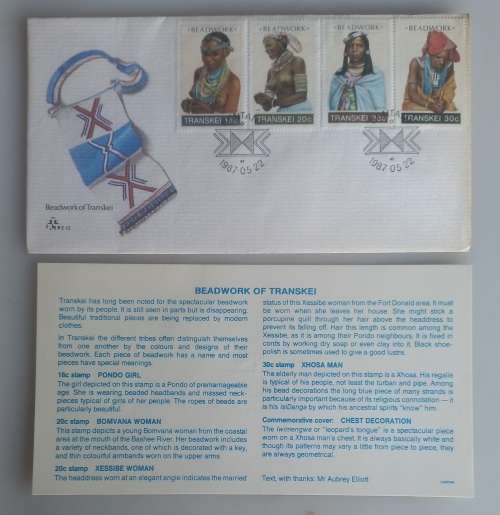 BEADWORK
BEADWORK
BEADWORK
BEADWORK
TRANSKEI 16c
TRANSKEI 20c
TRANSKEI
TRANSKEI 30c
1987 05 22
1987 05 22
Beadwork of Transkei
BEADWORK OF TRANSKEI
Transkei has long been noted for the spectacular beadwork
worn by its people. It is still seen in parts but is disappearing.
Beautiful traditional pieces are being replaced by modern
clothes.
In Transkei the different tribes often distinguish themselves
from one another by the colours and designs of their
beadwork. Each piece of beadwork has a name and most
pieces have special meanings.
16c stamp PONDO GIRL
The girl depicted on this stamp is a Pondo of premarriageable
age. She is wearing beaded headbands and massed neck-
pieces typical of girls of her people. The ropes of beads are
particularly beautiful.
20c stamp BOMVANA WOMAN
This stamp depicts a young Bomvana woman from the coastal
area at the mouth of the Bashee River. Her beadwork includes
a variety of neckbands, one of which is decorated with a key,
and thin colourful armbands worn on the upper arms.
20c stamp XESSIBE WOMAN
The headdress worn at an elegant angle indicates the married
status of this Xessibe woman from the Fort Donald area. It must
be worn when she leaves her house. She might stick a
porcupine quill through her hair above the headdress to
prevent its falling off. Hair this length is common among the
Xessibe, as it is among their Pondo neighbours. It is fixed in
conts by working dry soap or even clay into it. Black shoe-
polish is sometimes used to give a good lustre.
30c stamp XHOSA MAN
The elderly man depicted on this stamp is a Xhosa. His regalia
is typical of his people, not least the turban and pipe. Among
his bead decorations the long blue piece of many strands is
particularly important because of its religious connotation — it
is his isiDanga by which his ancestral spirits "know" him.
Commemorative cover: CHEST DECORATION
The iwimengwe or "leopard's tongue" is a spectacular piece
worn on a Xhosa man's chest. It is always basically white and
though its patterns may vary a little from piece to piece, they
are always geometrical.
Text, with thanks: Mr Aubrey Elliott